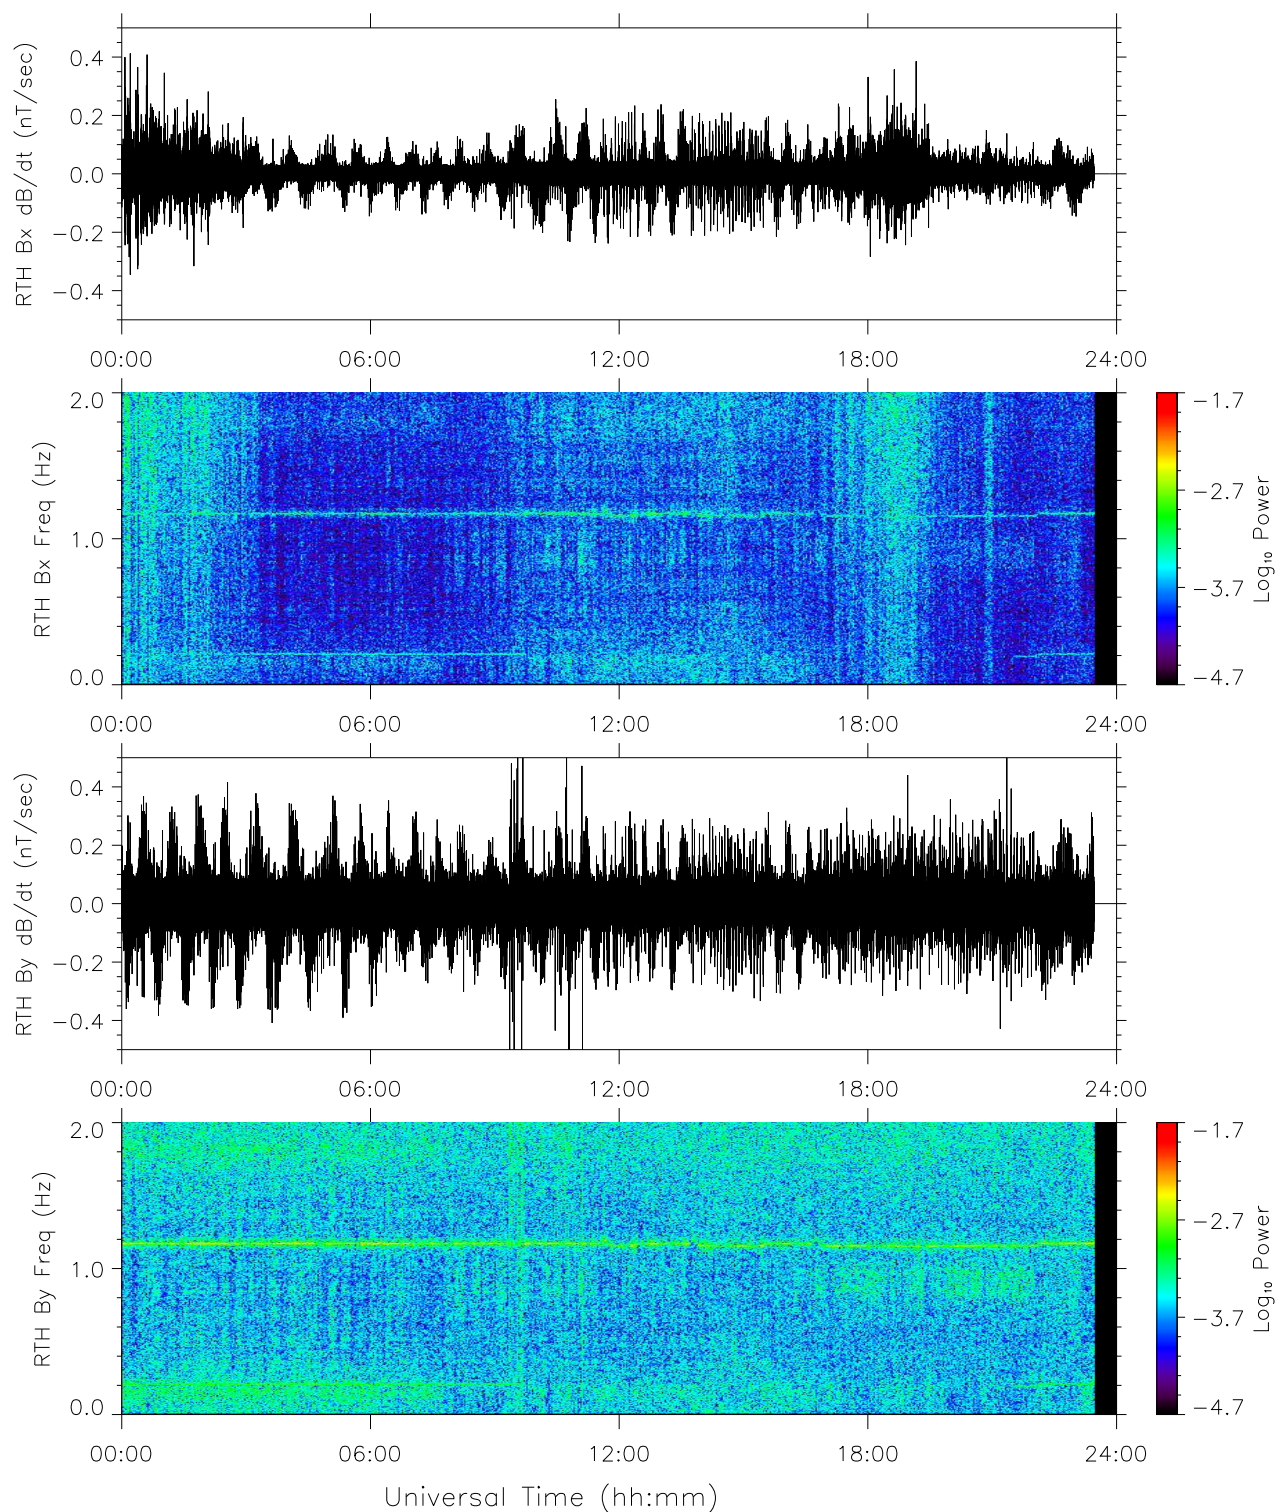 RTH Bx dB/dt (nT/sec)
0.4
0.2
0.0
−0.2
−0.4
00:00 06:00 12:00 18:00 24:00
RTH Bx Freq (Hz)
2.0
1.0
0.0
−1.7
−2.7
−3.7
−4.7
Log₁₀ Power
00:00 06:00 12:00 18:00 24:00
RTH By dB/dt (nT/sec)
0.4
0.2
0.0
−0.2
−0.4
00:00 06:00 12:00 18:00 24:00
RTH By Freq (Hz)
2.0
1.0
0.0
−1.7
−2.7
−3.7
−4.7
Log₁₀ Power
00:00 06:00 12:00 18:00 24:00
Universal Time (hh:mm)